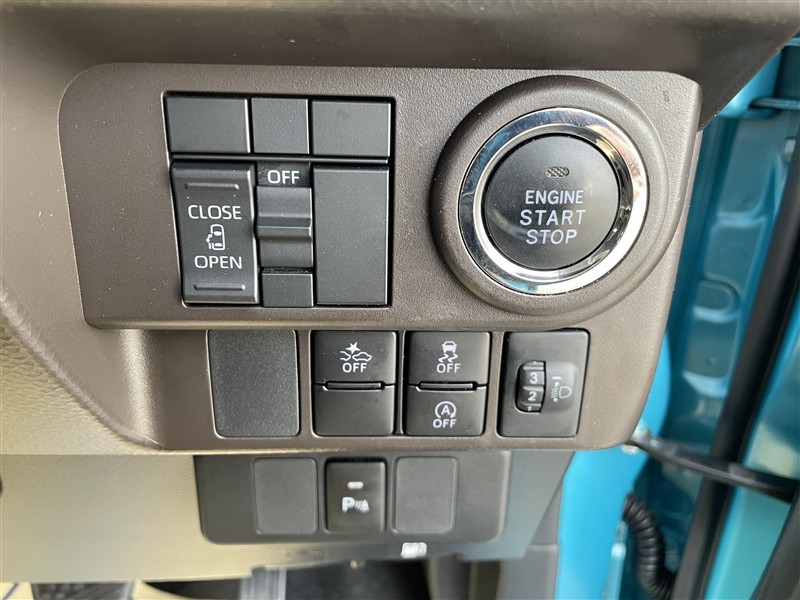 OFF
CLOSE
OPEN
ENGINE
START
STOP
OFF
OFF
A
OFF
3
2
P